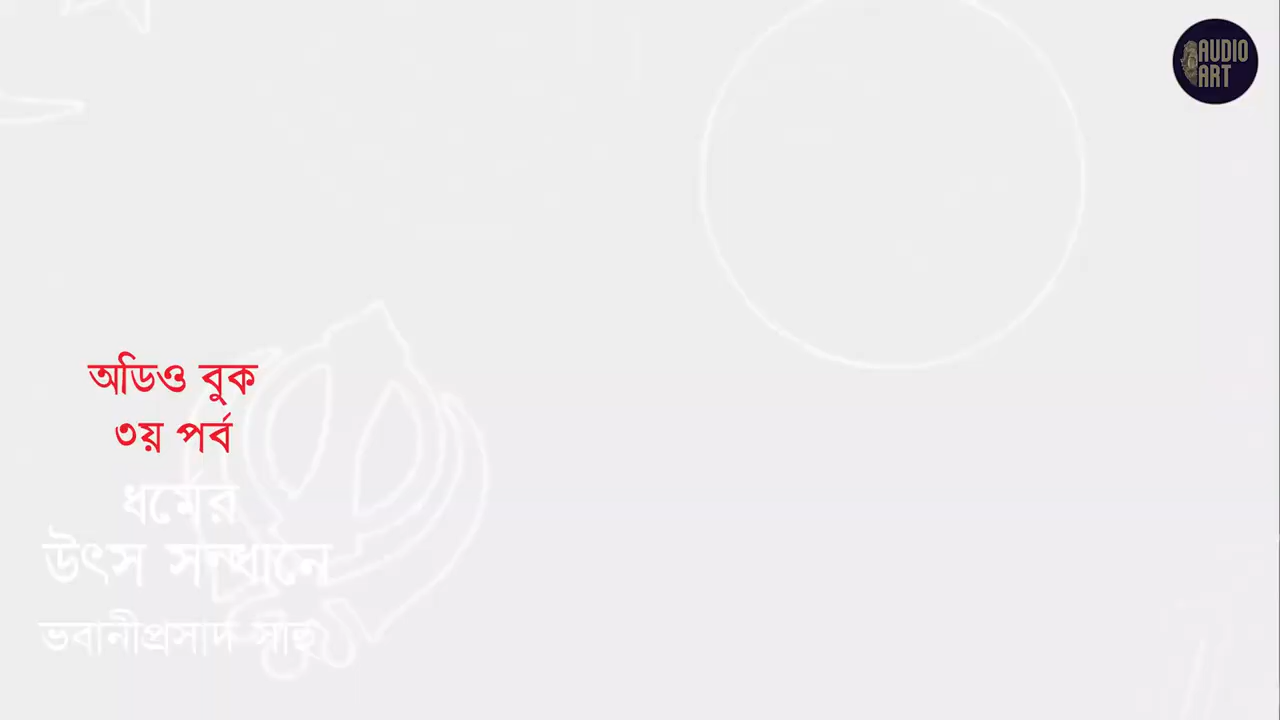 AUDIO
ART
অডিও বুক
৩য় পর্ব
ধর্মের
উৎস সন্ধানে
ভবানীপ্রসাদ সাহু